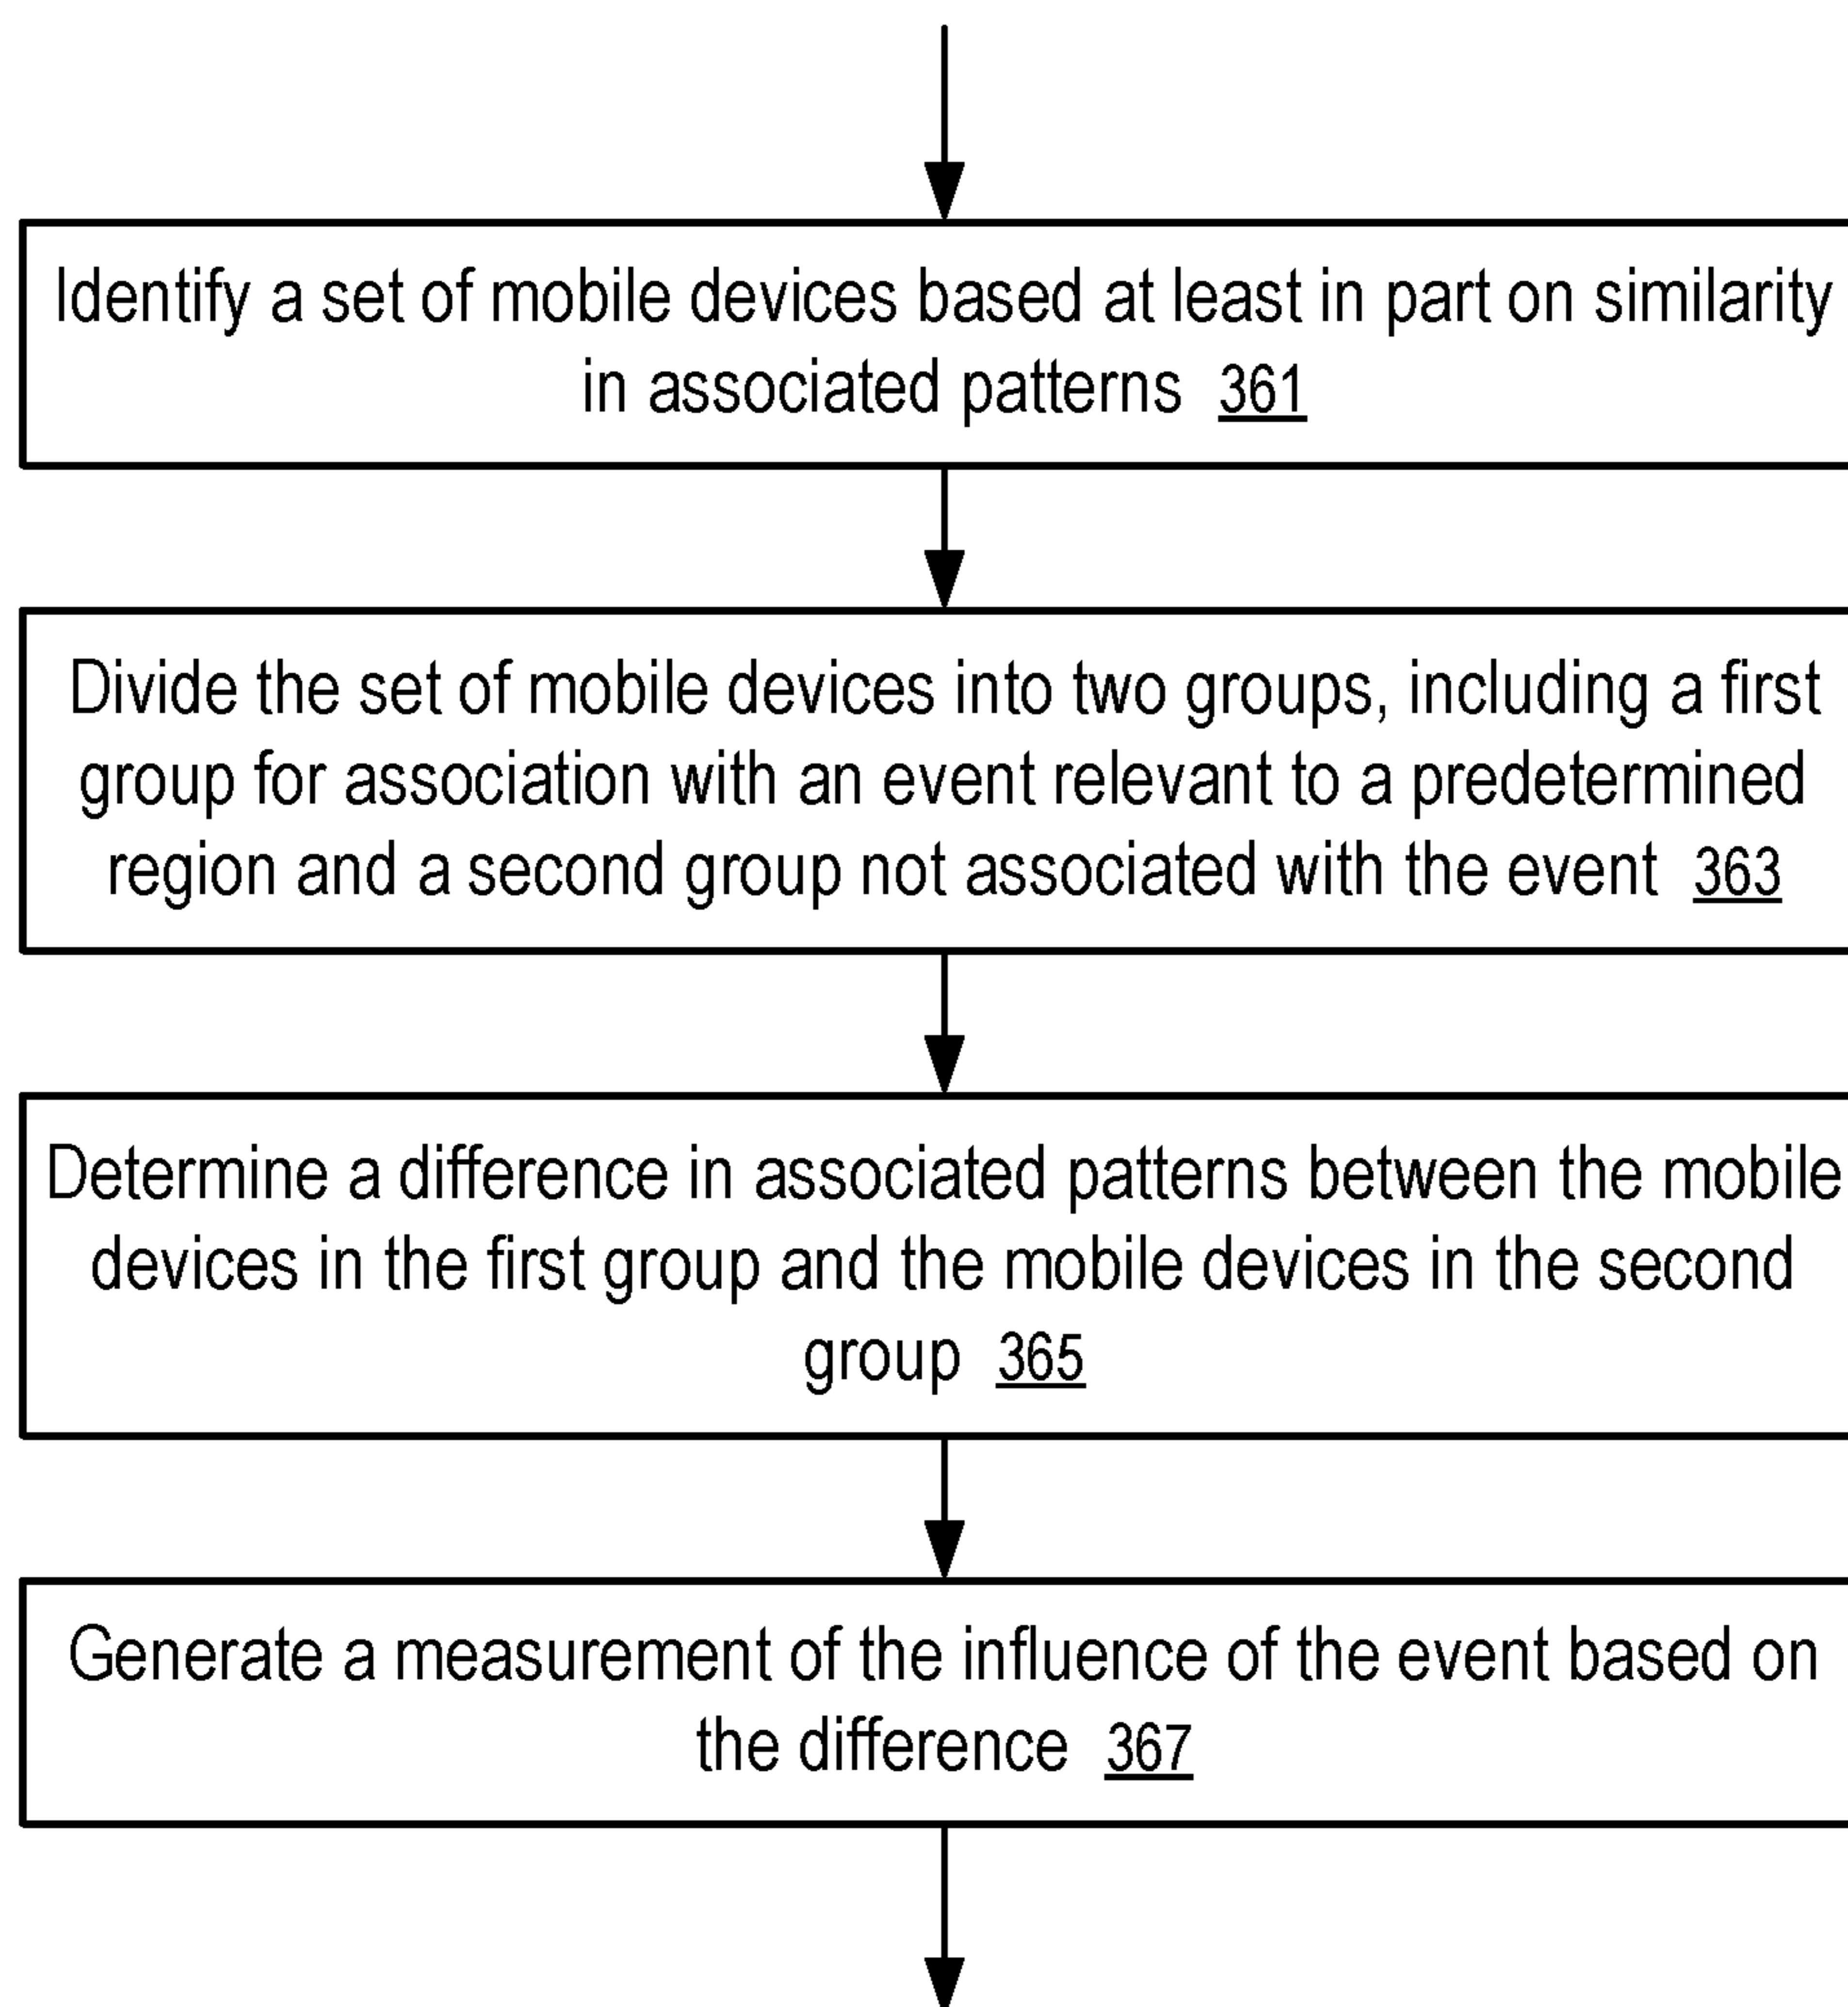 Identify a set of mobile devices based at least in part on similarity
in associated patterns 361
Divide the set of mobile devices into two groups, including a first
group for association with an event relevant to a predetermined
region and a second group not associated with the event 363
Determine a difference in associated patterns between the mobile
devices in the first group and the mobile devices in the second
group 365
Generate a measurement of the influence of the event based on
the difference 367